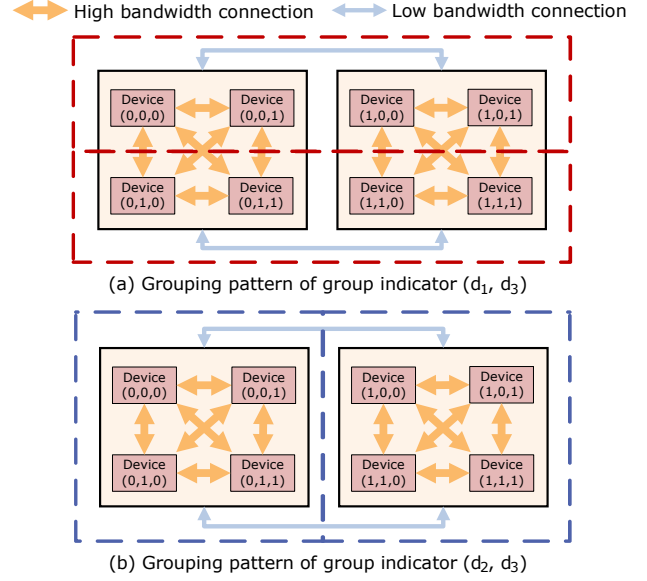 High bandwidth connection Low bandwidth connection
Device Device Device Device
(0,0,0) (0,0,1) (1,0,0) (1,0,1)
Device Device Device Device
(0,1,0) (0,1,1) (1,1,0) (1,1,1)
(a) Grouping pattern of group indicator (d₁, d₃)
Device Device Device Device
(0,0,0) (0,0,1) (1,0,0) (1,0,1)
Device Device Device Device
(0,1,0) (0,1,1) (1,1,0) (1,1,1)
(b) Grouping pattern of group indicator (d₂, d₃)